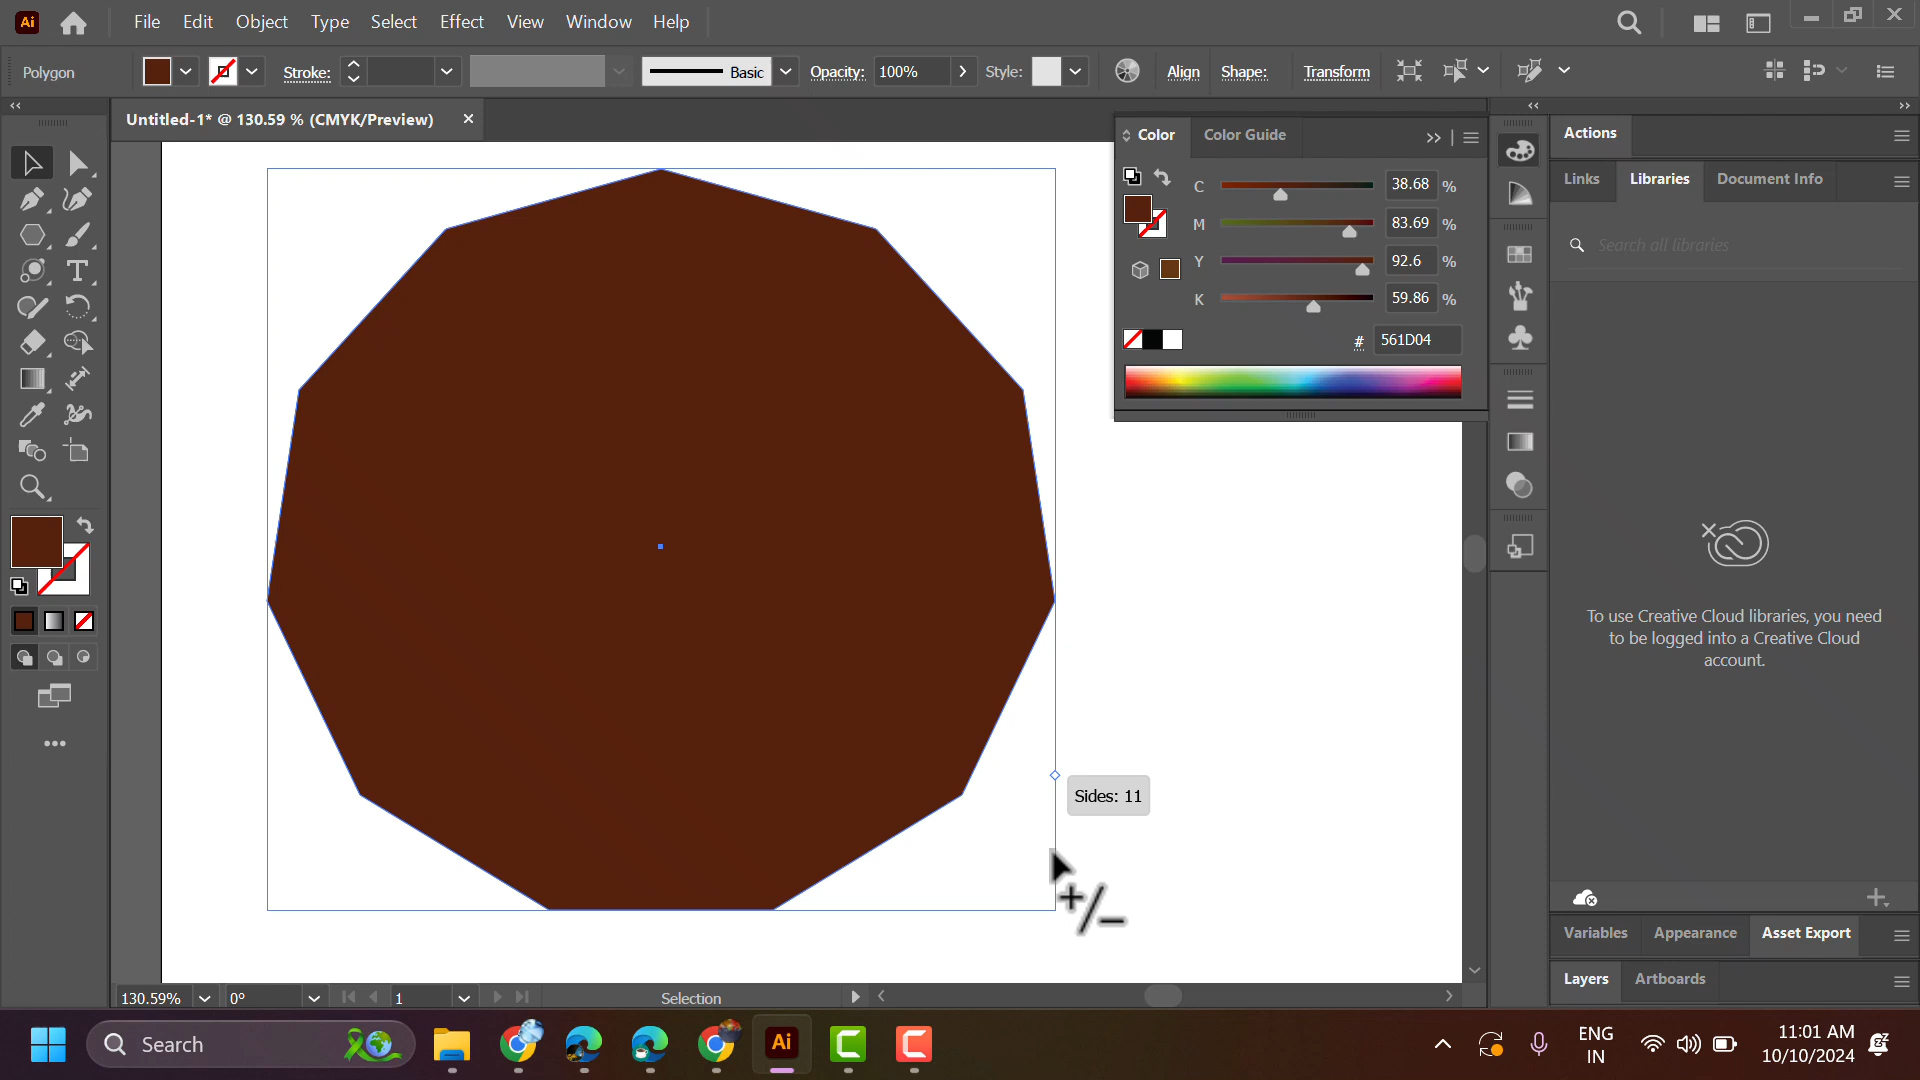 Ai File Edit Object Type Select Effect View Window Help
Polygon Stroke: Basic Opacity: 100% Style: Align Shape: Transform
Untitled-1* @ 130.59 % (CMYK/Preview)
Color Color Guide
C 38.68 %
M 83.69 %
Y 92.6 %
K 59.86 %
# 561D04
Actions
Links Libraries Document Info
Search all libraries
To use Creative Cloud libraries, you need
to be logged into a Creative Cloud
account.
Sides: 11
Variables Appearance Asset Export
Layers Artboards
130.59% 0° 1 Selection
Search Ai ENG
IN
11:01 AM
10/10/2024